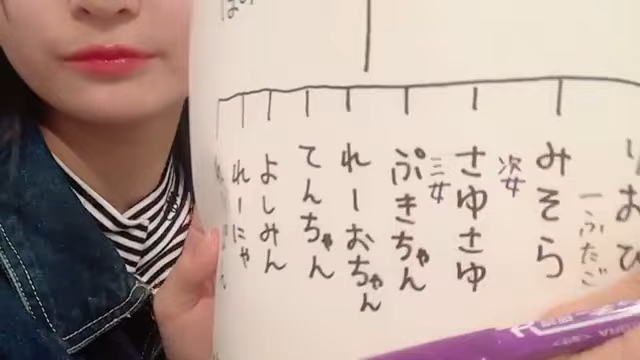 一ふたご
みそら
次女
さゆさゆ
三女
ぷきちゃん
れーおちゃん
てんちゃん
よしみん
れーにゃ